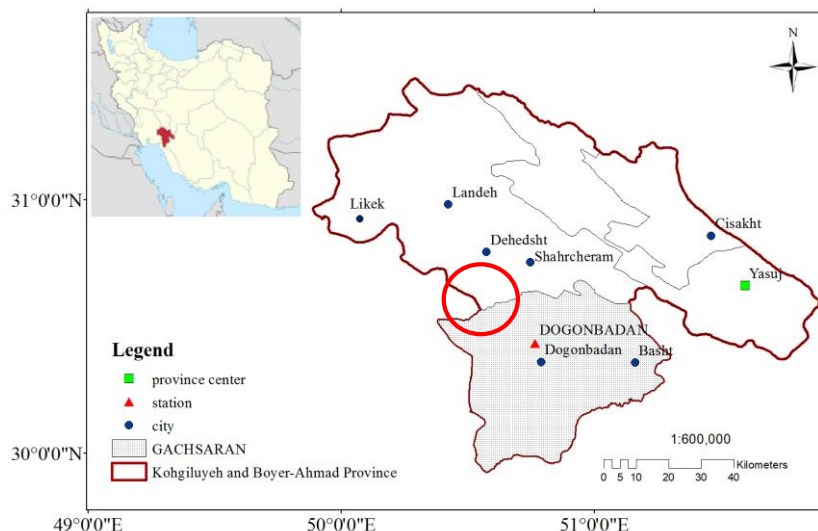 N
31°0'0"N
Likek
Landeh
Dehedsht
Shahrcheram
Cisakht
Yasuj
DOGONBADAN
Dogonbadan
Basht
Legend
province center
station
city
GACHSARAN
Kohgiluyeh and Boyer-Ahmad Province
1:600,000
Kilometers
0 5 10 20 30 40
30°0'0"N
49°0'0"E
50°0'0"E
51°0'0"E